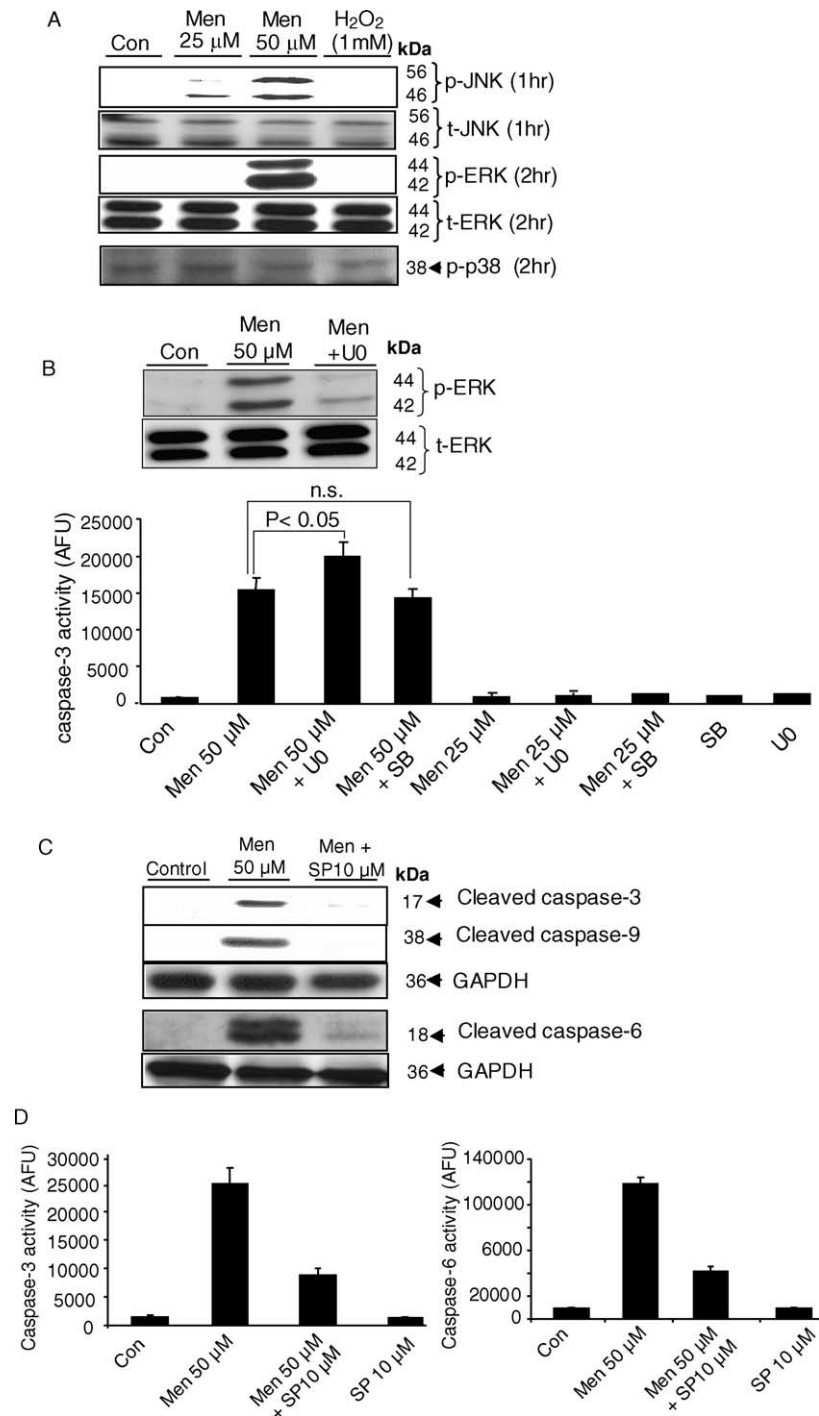 A
Con
Men 25 µM
Men 50 µM
H2O2 (1mM)
kDa
56
46
p-JNK (1hr)
56
46
t-JNK (1hr)
44
42
p-ERK (2hr)
44
42
t-ERK (2hr)
38
p-p38 (2hr)
B
Con
Men 50 µM
Men +U0
kDa
44
42
p-ERK
44
42
t-ERK
n.s.
P< 0.05
caspase-3 activity (AFU)
25000
20000
15000
10000
5000
0
Con
Men 50 µM
Men 50 µM + U0
Men 50 µM + SB
Men 25 µM
Men 25 µM + U0
Men 25 µM + SB
SB
U0
C
Control
Men 50 µM
Men + SP10 µM
kDa
17
Cleaved caspase-3
38
Cleaved caspase-9
36
GAPDH
18
Cleaved caspase-6
36
GAPDH
D
Caspase-3 activity (AFU)
30000
25000
20000
15000
10000
5000
0
Con
Men 50 µM
Men 50 µM + SP10 µM
SP 10 µM
Caspase-6 activity (AFU)
140000
100000
6000
20000
0
Con
Men 50 µM
Men 50 µM + SP10 µM
SP 10 µM